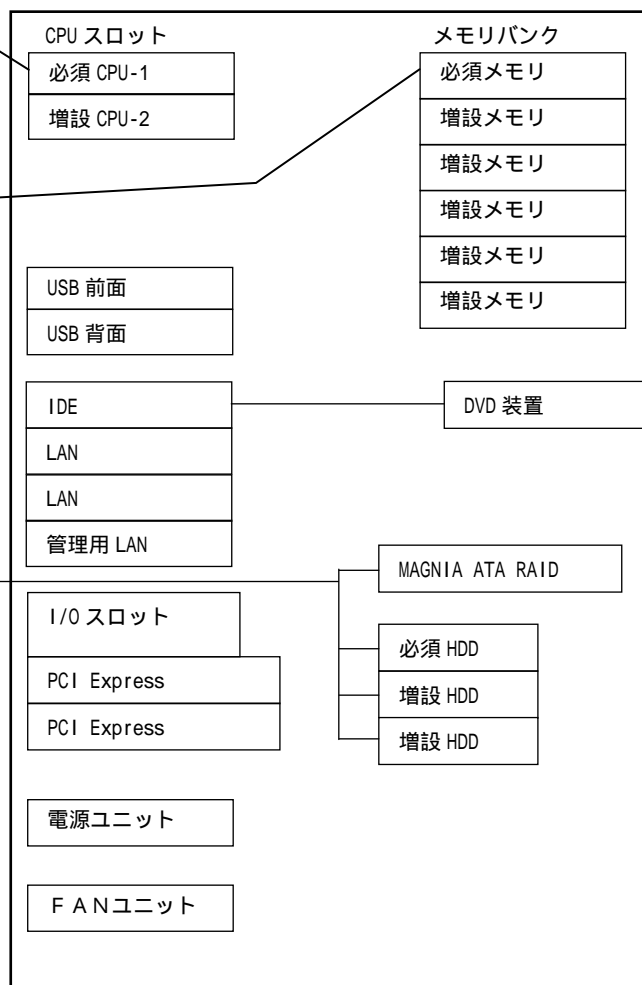 CPU スロット
必須 CPU-1
増設 CPU-2
メモリバンク
必須メモリ
増設メモリ
増設メモリ
増設メモリ
増設メモリ
増設メモリ
USB 前面
USB 背面
IDE
DVD 装置
LAN
LAN
管理用 LAN
MAGNIA ATA RAID
I/O スロット
必須 HDD
PCI Express
増設 HDD
PCI Express
増設 HDD
電源ユニット
ＦＡＮユニット